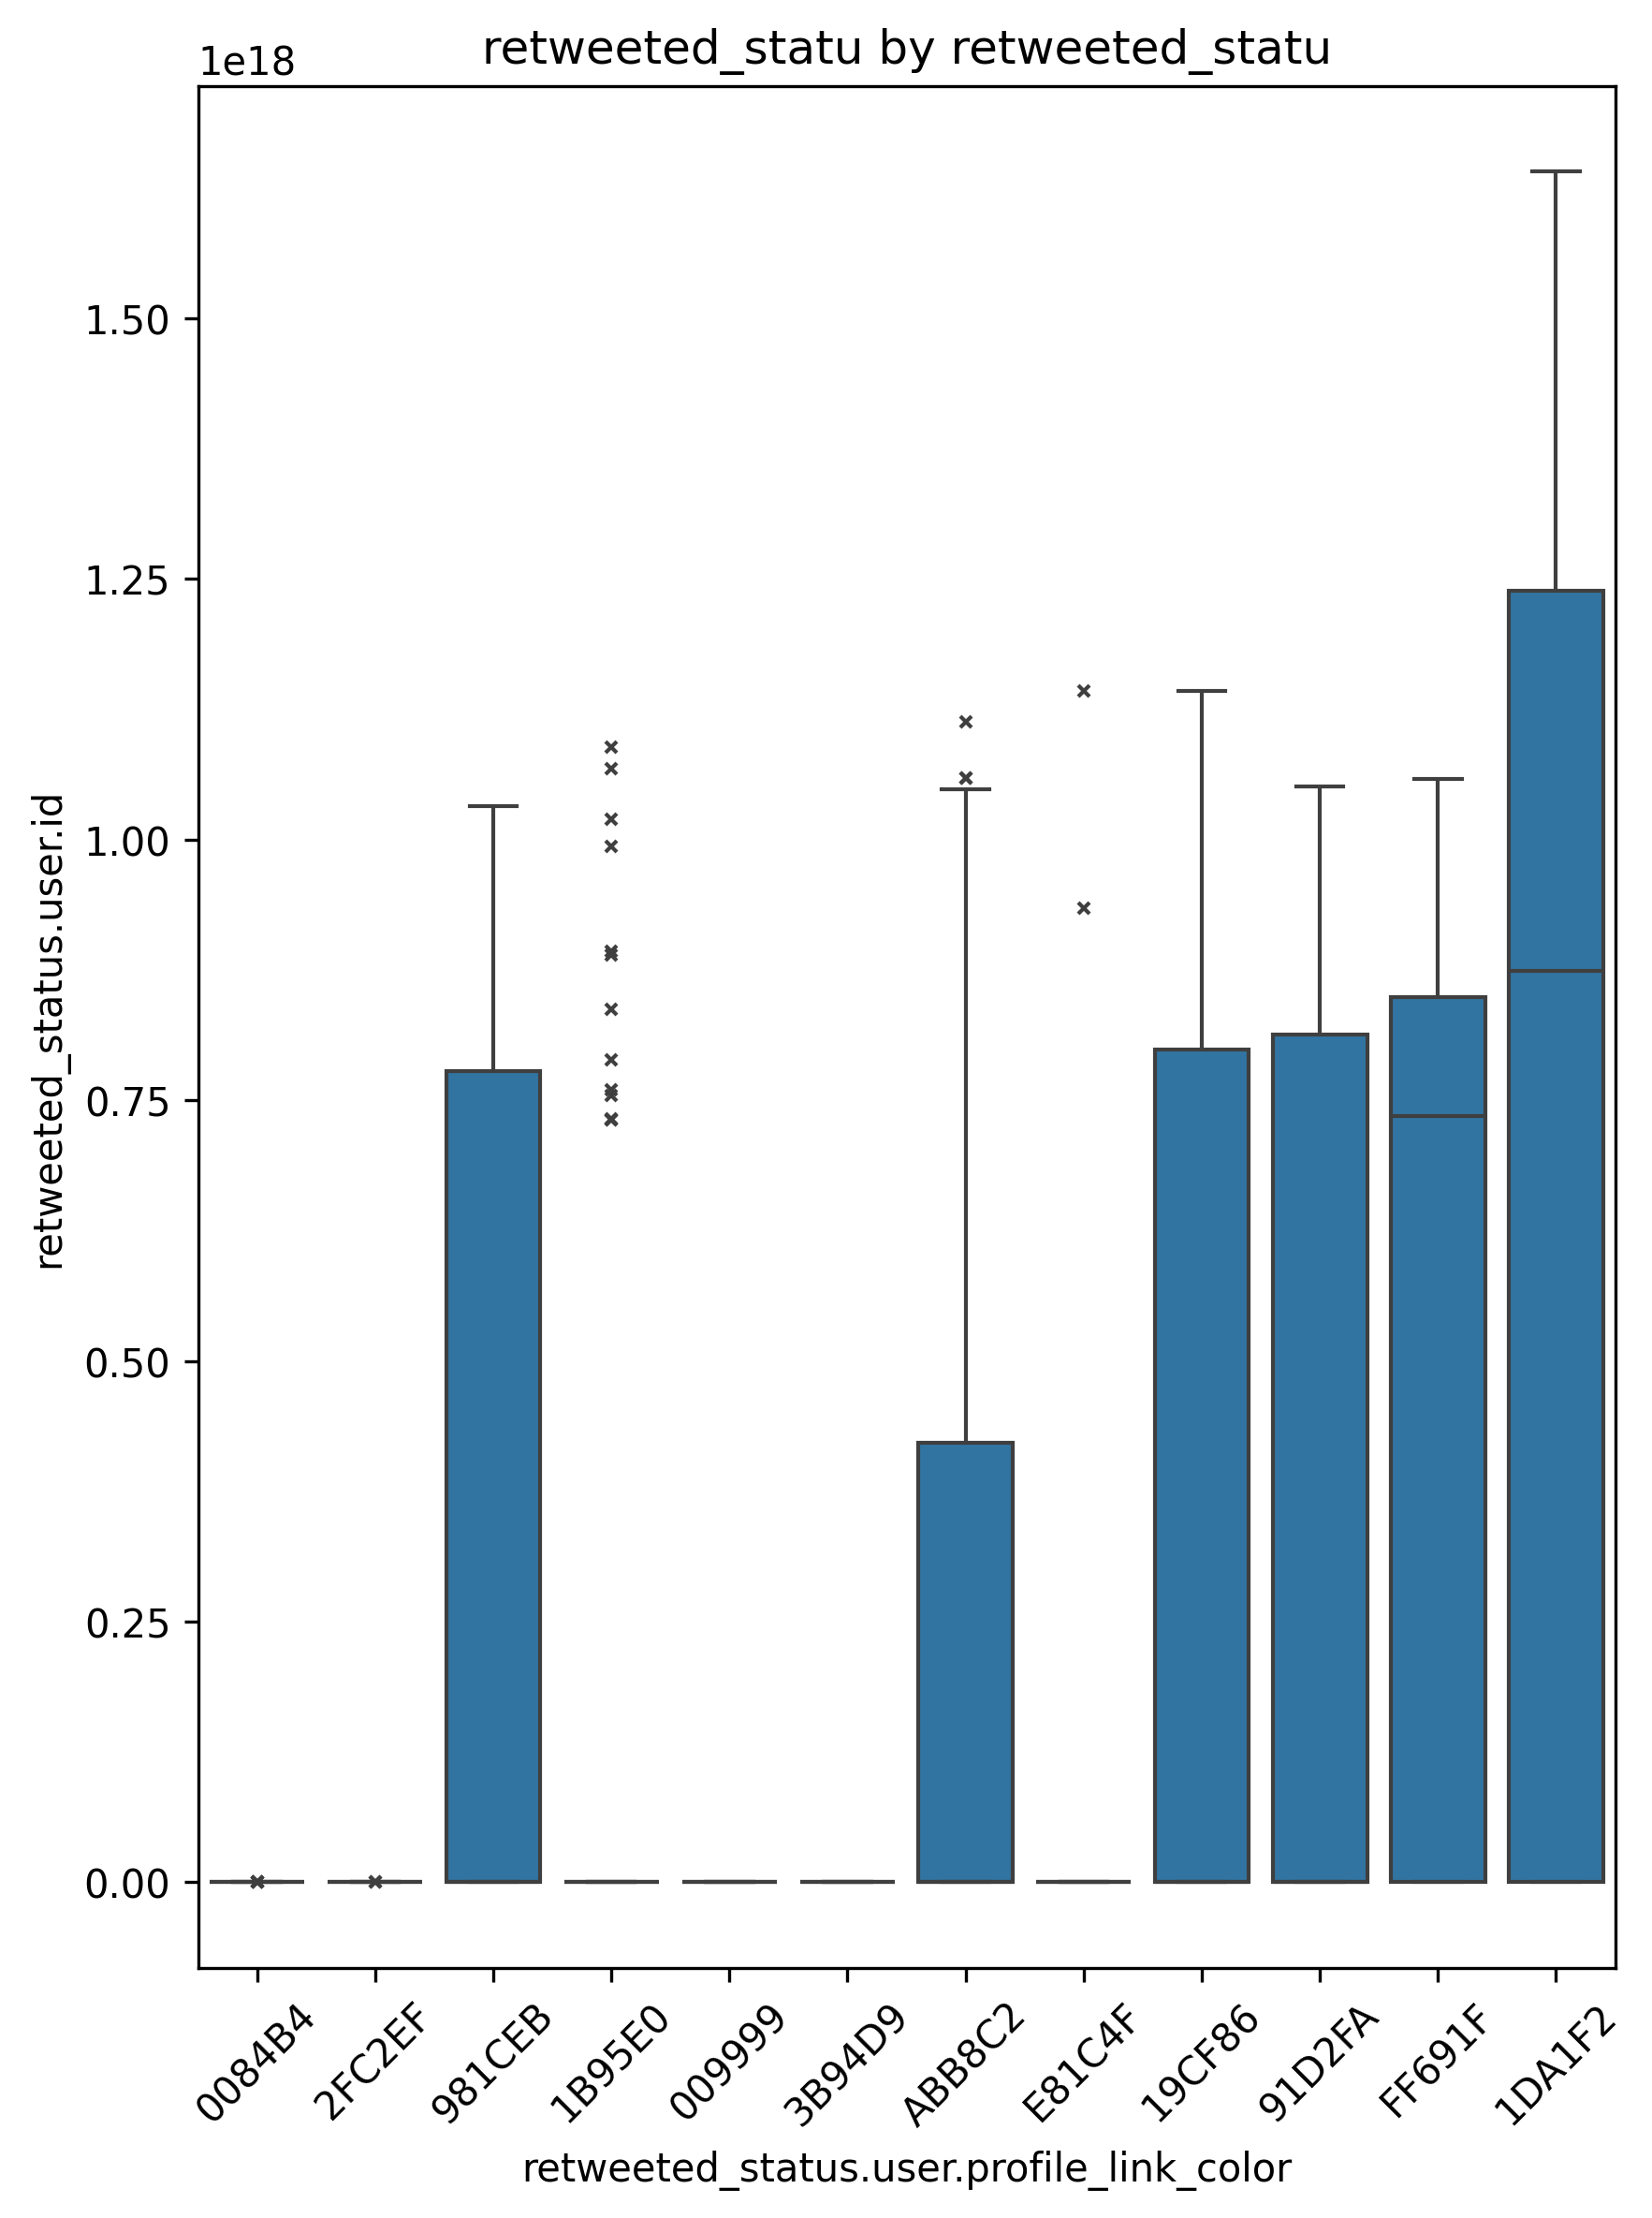 retweeted_statu by retweeted_statu
1e18
1.50
1.25
1.00
0.75
0.50
0.25
0.00
retweeted_status.user.id
0084B4
2FC2EF
981CEB
1B95E0
009999
3B94D9
ABB8C2
E81C4F
19CF86
91D2FA
FF691F
1DA1F2
retweeted_status.user.profile_link_color